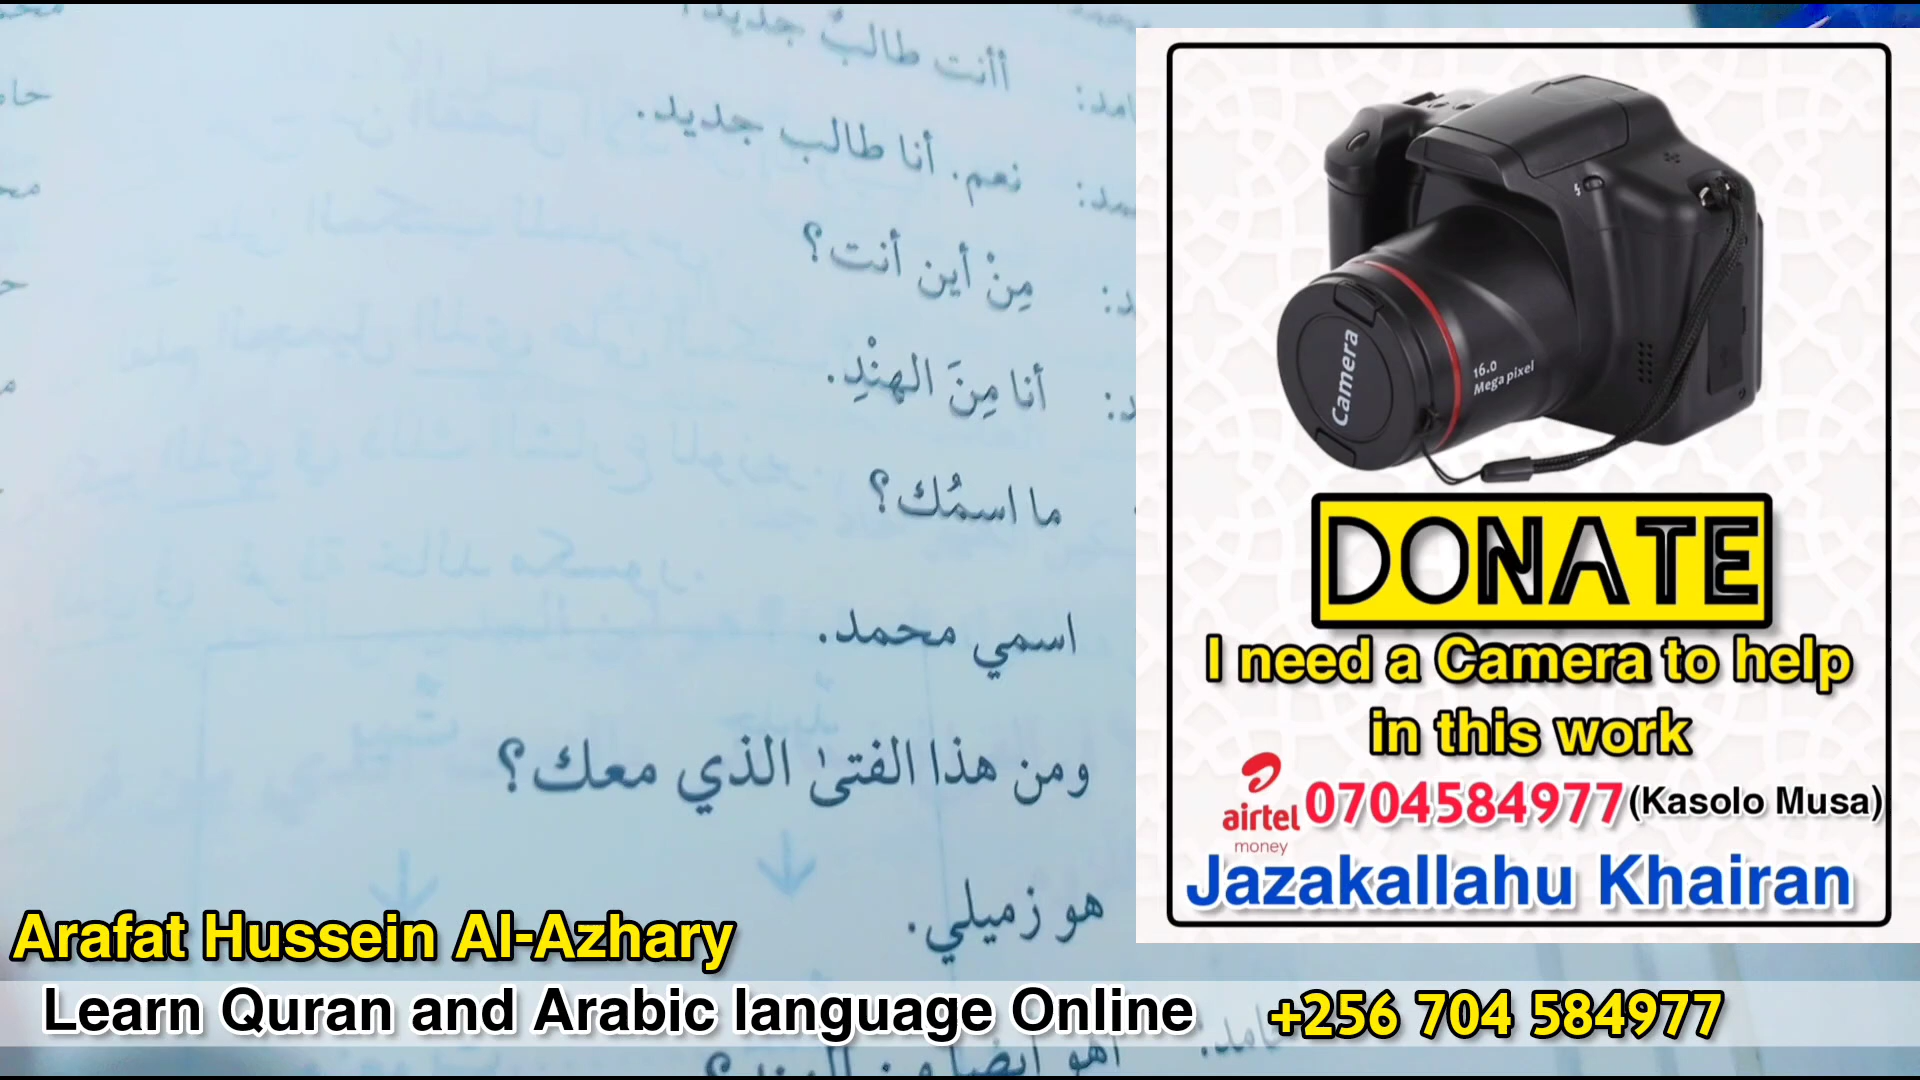 أأنت طالبٌ جديد؟
نعم. أنا طالب جديد.
مِنْ أين أنت؟
أنا مِنَ الهنْدِ.
ما اسمُك؟
اسمي محمد.
ومن هذا الفتىٰ الذي معك؟
هو زميلي.
Camera
16.0
Mega pixel
DONATE
I need a Camera to help
in this work
airtel
money
0704584977 (Kasolo Musa)
Jazakallahu Khairan
Arafat Hussein Al-Azhary
Learn Quran and Arabic language Online +256 704 584977